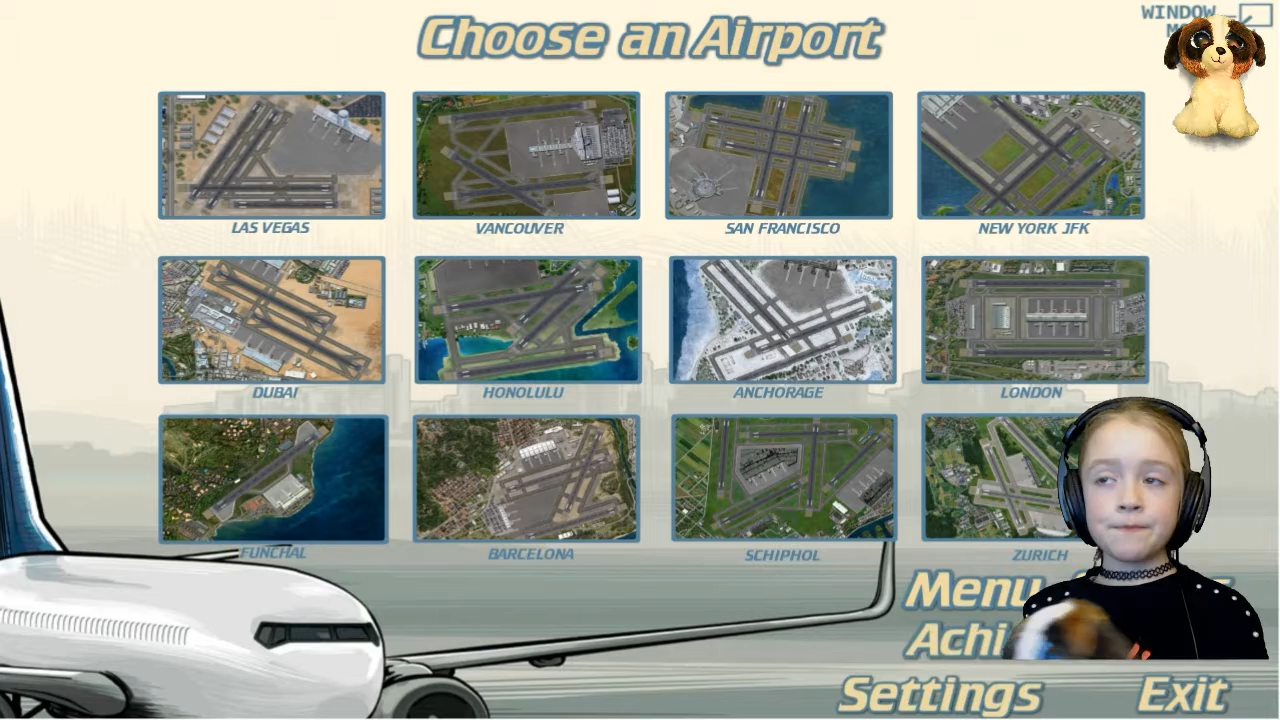 Choose an Airport
WINDOW
LAS VEGAS
VANCOUVER
SAN FRANCISCO
NEW YORK JFK
DUBAI
HONOLULU
ANCHORAGE
LONDON
FUNCHAL
BARCELONA
SCHIPHOL
ZURICH
Menu
Settings
Exit